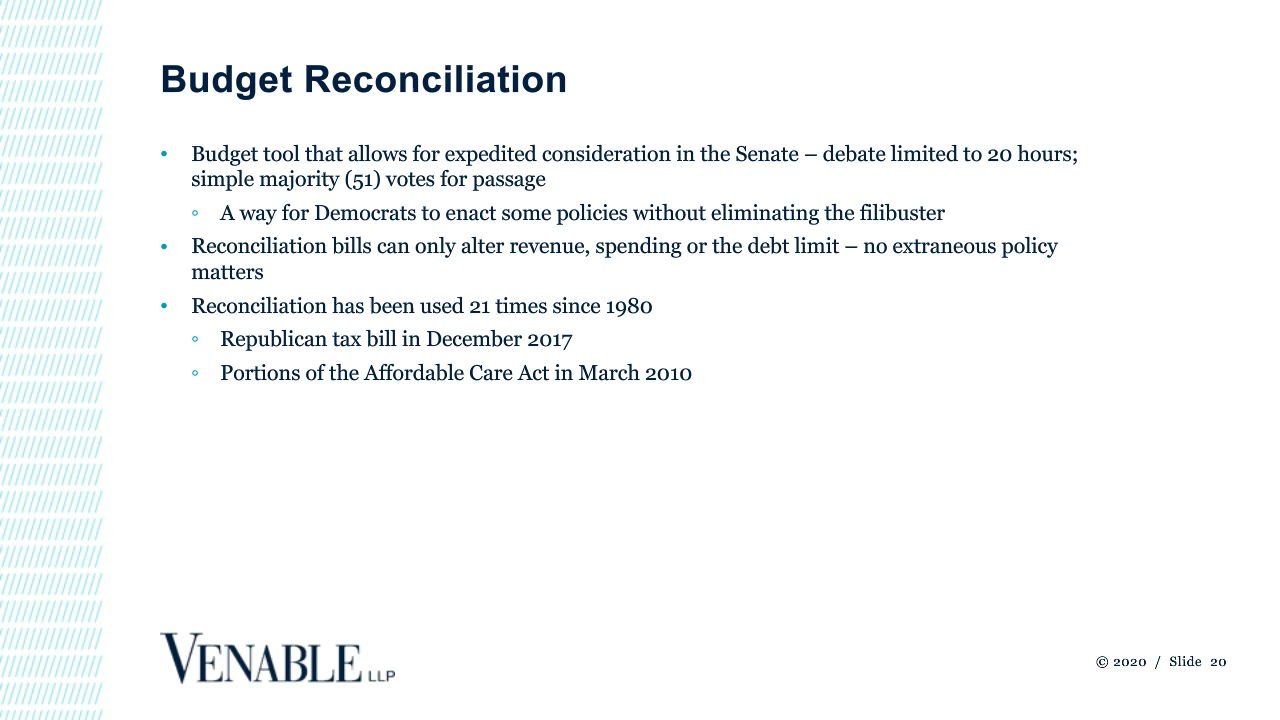 Budget Reconciliation
• Budget tool that allows for expedited consideration in the Senate – debate limited to 20 hours;
simple majority (51) votes for passage
◦ A way for Democrats to enact some policies without eliminating the filibuster
• Reconciliation bills can only alter revenue, spending or the debt limit – no extraneous policy
matters
• Reconciliation has been used 21 times since 1980
◦ Republican tax bill in December 2017
◦ Portions of the Affordable Care Act in March 2010
VENABLE LLP
© 2020 / Slide 20